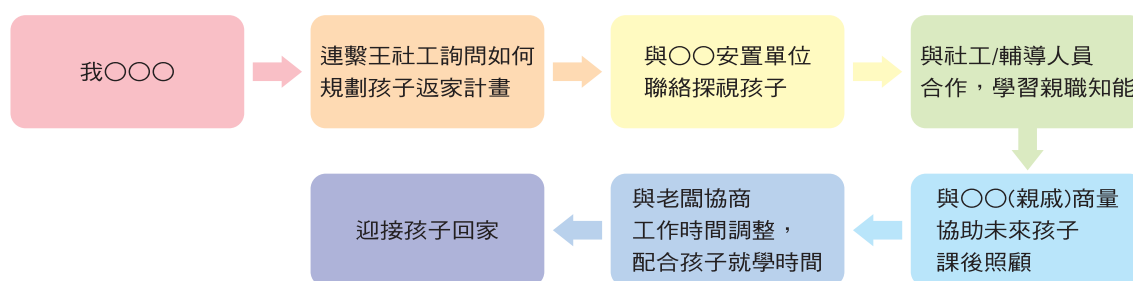 我○○○
連繫王社工詢問如何
規劃孩子返家計畫
與○○安置單位
聯絡探視孩子
與社工/輔導人員
合作，學習親職知能
與○○(親戚)商量
協助未來孩子
課後照顧
與老闆協商
工作時間調整，
配合孩子就學時間
迎接孩子回家